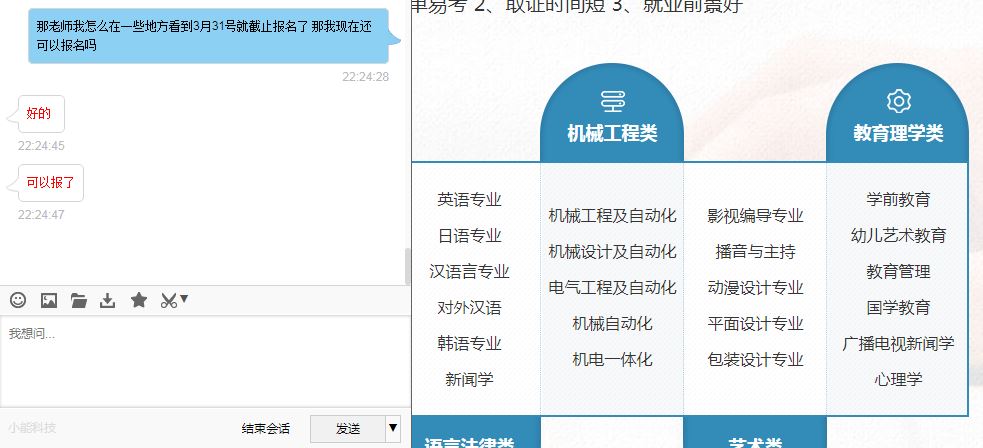 那老师我怎么在一些地方看到3月31号就截止报名了 那我现在还
可以报名吗
22:24:28
好的
22:24:45
可以报了
22:24:47
我想问...
小能科技
结束会话
发送
单易考 2、取证时间短 3、就业前景好
机械工程类
教育理学类
英语专业
日语专业
汉语言专业
对外汉语
韩语专业
新闻学
机械工程及自动化
机械设计及自动化
电气工程及自动化
机械自动化
机电一体化
影视编导专业
播音与主持
动漫设计专业
平面设计专业
包装设计专业
学前教育
幼儿艺术教育
教育管理
国学教育
广播电视新闻学
心理学
语言法律类
艺术类